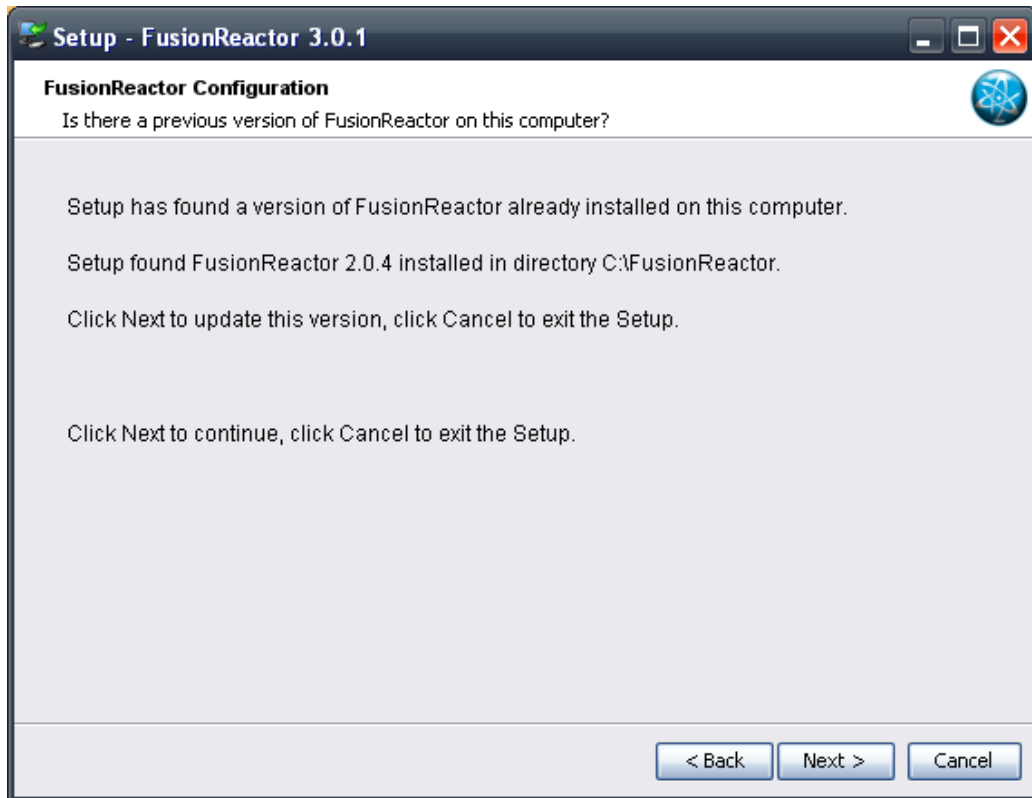 Setup - FusionReactor 3.0.1
FusionReactor Configuration
Is there a previous version of FusionReactor on this computer?
Setup has found a version of FusionReactor already installed on this computer.
Setup found FusionReactor 2.0.4 installed in directory C:\FusionReactor.
Click Next to update this version, click Cancel to exit the Setup.
Click Next to continue, click Cancel to exit the Setup.
< Back Next > Cancel